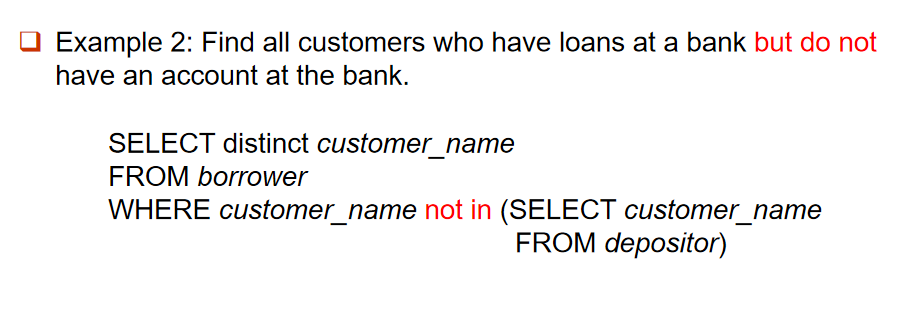 Example 2: Find all customers who have loans at a bank but do not
have an account at the bank.
SELECT distinct customer_name
FROM borrower
WHERE customer_name not in (SELECT customer_name
FROM depositor)